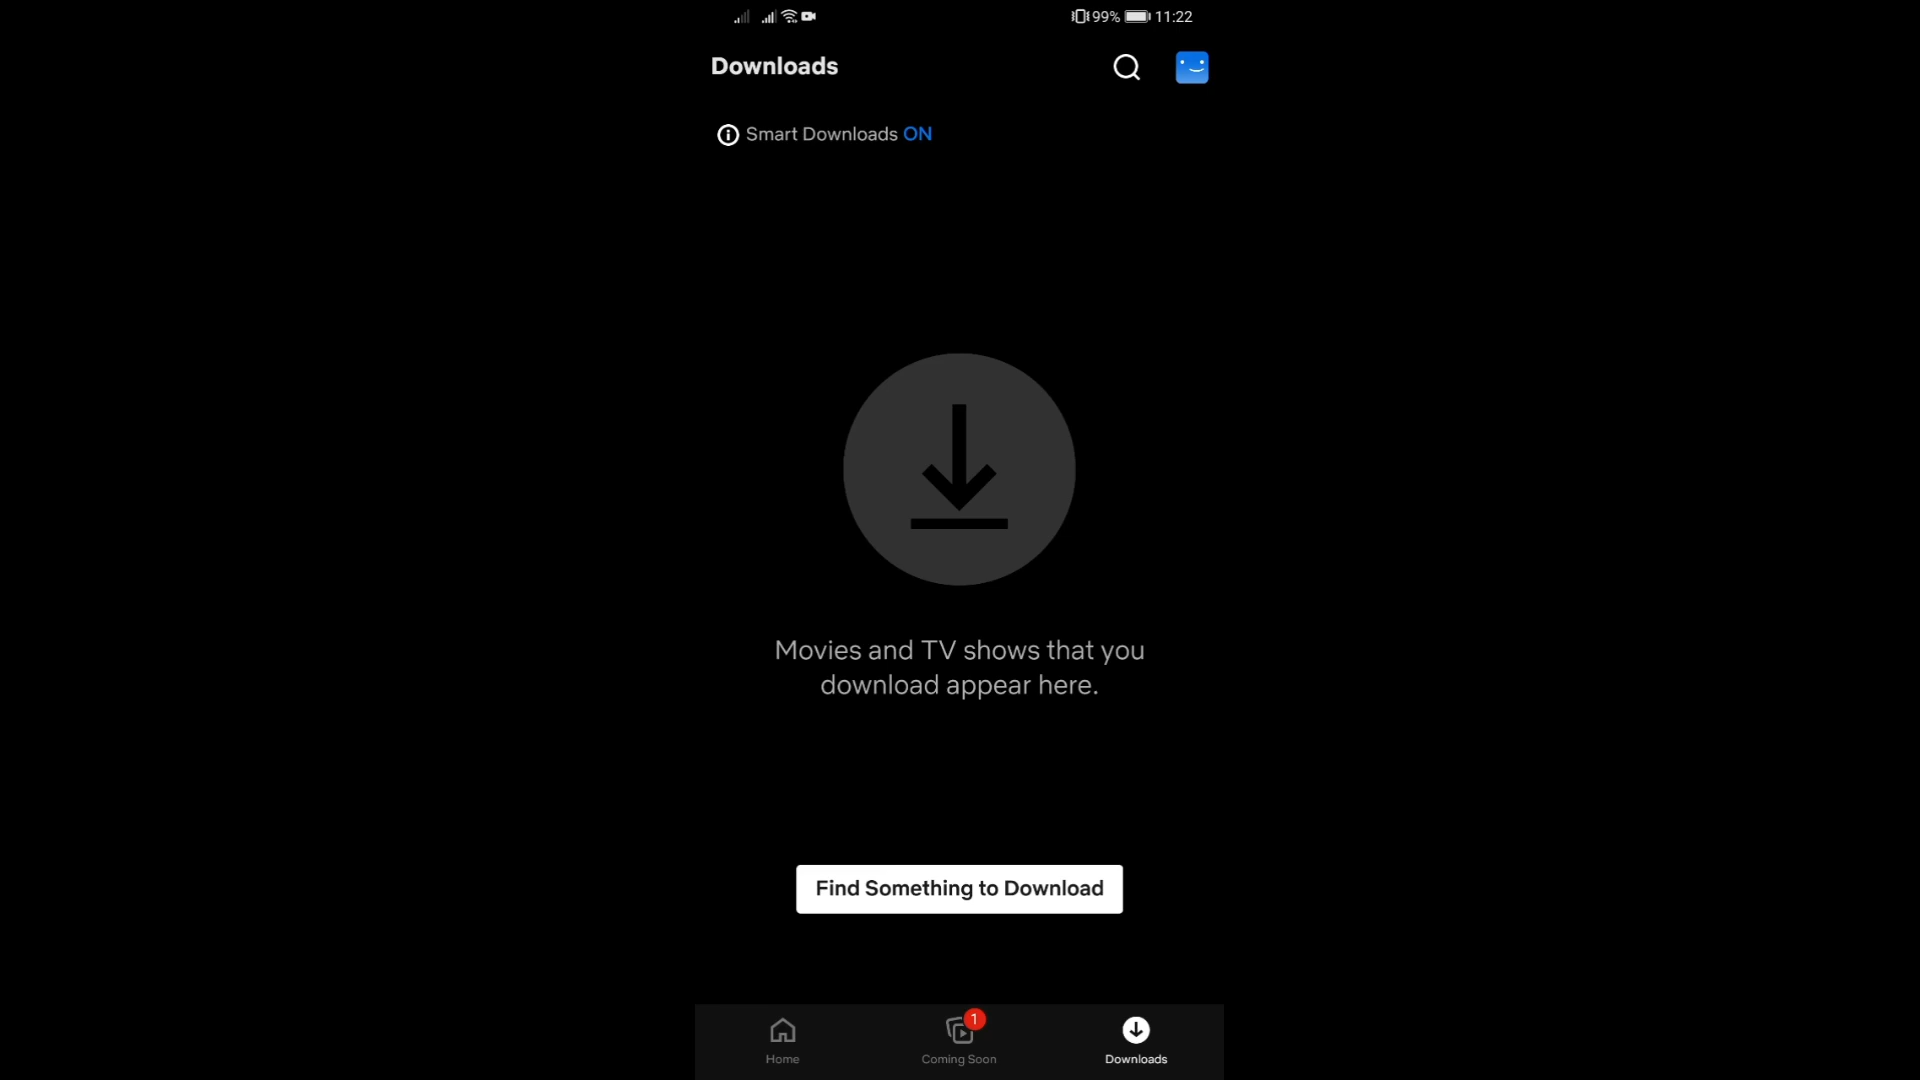 99% 11:22
Downloads
Smart Downloads ON
Movies and TV shows that you
download appear here.
Find Something to Download
1
Home
Coming Soon
Downloads